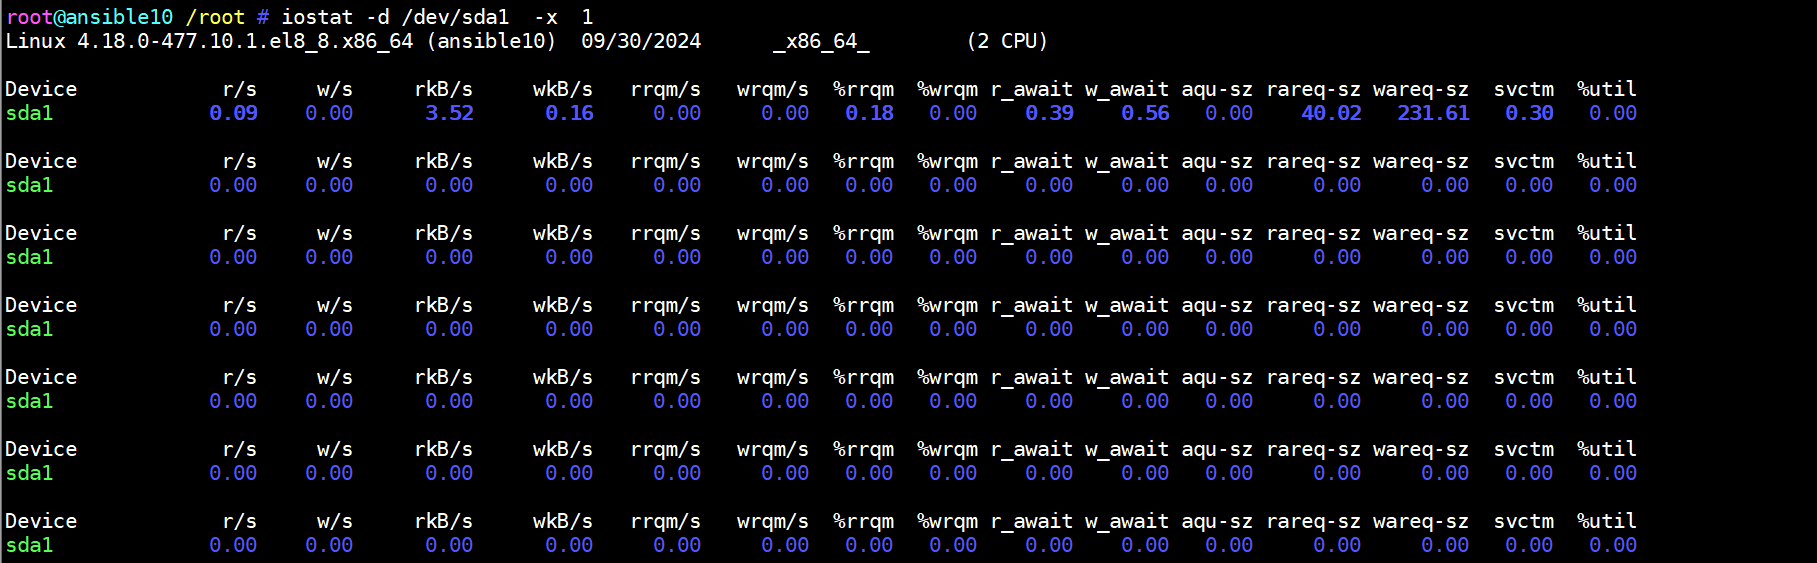 root@ansible10 /root # iostat -d /dev/sda1  -x  1
Linux 4.18.0-477.10.1.el8_8.x86_64 (ansible10)  09/30/2024      _x86_64_        (2 CPU)
Device            r/s     w/s     rkB/s     wkB/s   rrqm/s   wrqm/s  %rrqm  %wrqm r_await w_await aqu-sz rareq-sz wareq-sz  svctm  %util
sda1             0.09    0.00      3.52      0.16     0.00     0.00   0.18   0.00    0.39    0.56   0.00    40.02   231.61   0.30   0.00
Device            r/s     w/s     rkB/s     wkB/s   rrqm/s   wrqm/s  %rrqm  %wrqm r_await w_await aqu-sz rareq-sz wareq-sz  svctm  %util
sda1             0.00    0.00      0.00      0.00     0.00     0.00   0.00   0.00    0.00    0.00   0.00     0.00     0.00   0.00   0.00
Device            r/s     w/s     rkB/s     wkB/s   rrqm/s   wrqm/s  %rrqm  %wrqm r_await w_await aqu-sz rareq-sz wareq-sz  svctm  %util
sda1             0.00    0.00      0.00      0.00     0.00     0.00   0.00   0.00    0.00    0.00   0.00     0.00     0.00   0.00   0.00
Device            r/s     w/s     rkB/s     wkB/s   rrqm/s   wrqm/s  %rrqm  %wrqm r_await w_await aqu-sz rareq-sz wareq-sz  svctm  %util
sda1             0.00    0.00      0.00      0.00     0.00     0.00   0.00   0.00    0.00    0.00   0.00     0.00     0.00   0.00   0.00
Device            r/s     w/s     rkB/s     wkB/s   rrqm/s   wrqm/s  %rrqm  %wrqm r_await w_await aqu-sz rareq-sz wareq-sz  svctm  %util
sda1             0.00    0.00      0.00      0.00     0.00     0.00   0.00   0.00    0.00    0.00   0.00     0.00     0.00   0.00   0.00
Device            r/s     w/s     rkB/s     wkB/s   rrqm/s   wrqm/s  %rrqm  %wrqm r_await w_await aqu-sz rareq-sz wareq-sz  svctm  %util
sda1             0.00    0.00      0.00      0.00     0.00     0.00   0.00   0.00    0.00    0.00   0.00     0.00     0.00   0.00   0.00
Device            r/s     w/s     rkB/s     wkB/s   rrqm/s   wrqm/s  %rrqm  %wrqm r_await w_await aqu-sz rareq-sz wareq-sz  svctm  %util
sda1             0.00    0.00      0.00      0.00     0.00     0.00   0.00   0.00    0.00    0.00   0.00     0.00     0.00   0.00   0.00